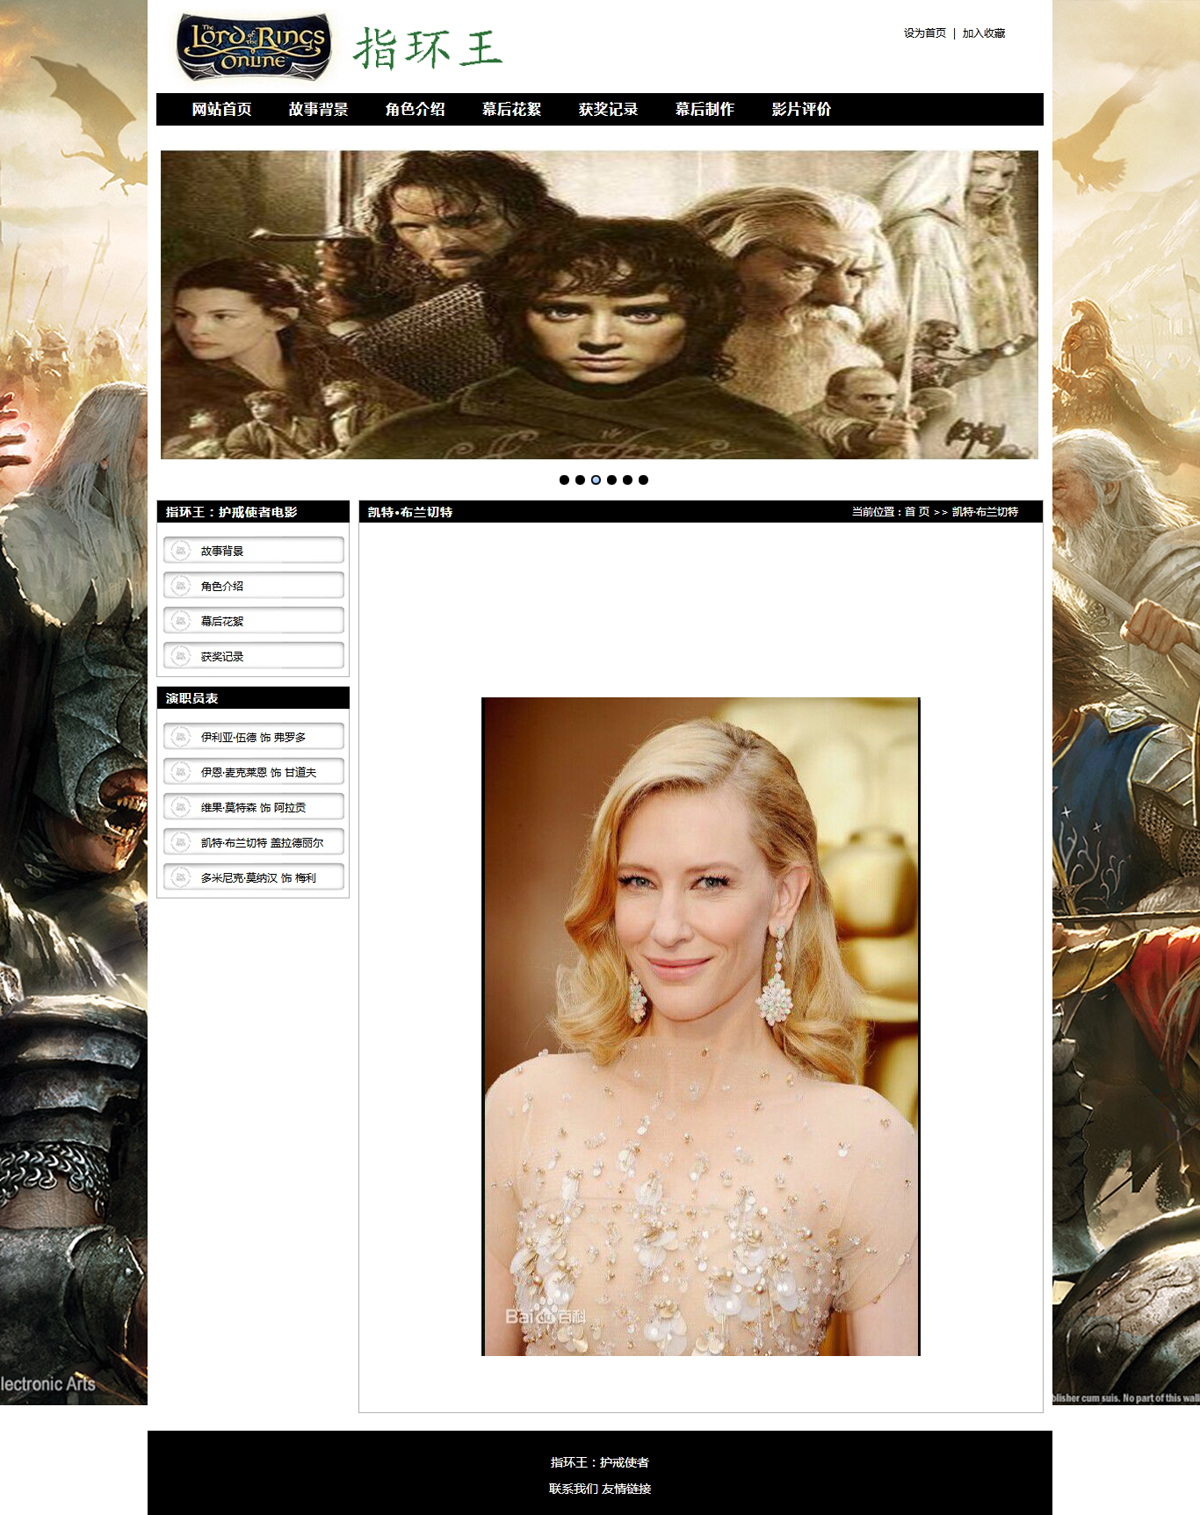 The
Lord of the Rings
Online
指环王
设为首页 | 加入收藏
网站首页 故事背景 角色介绍 幕后花絮 获奖记录 幕后制作 影片评价
指环王：护戒使者电影
故事背景
角色介绍
幕后花絮
获奖记录
演职员表
伊利亚·伍德 饰 弗罗多
伊恩·麦克莱恩 饰 甘道夫
维果·莫特森 饰 阿拉贡
凯特·布兰切特 盖拉德丽尔
多米尼克·莫纳汉 饰 梅利
凯特•布兰切特
当前位置：首 页 >> 凯特·布兰切特
Bai百科
lectronic Arts
blisher cum suis. No part of this wall
指环王：护戒使者
联系我们 友情链接